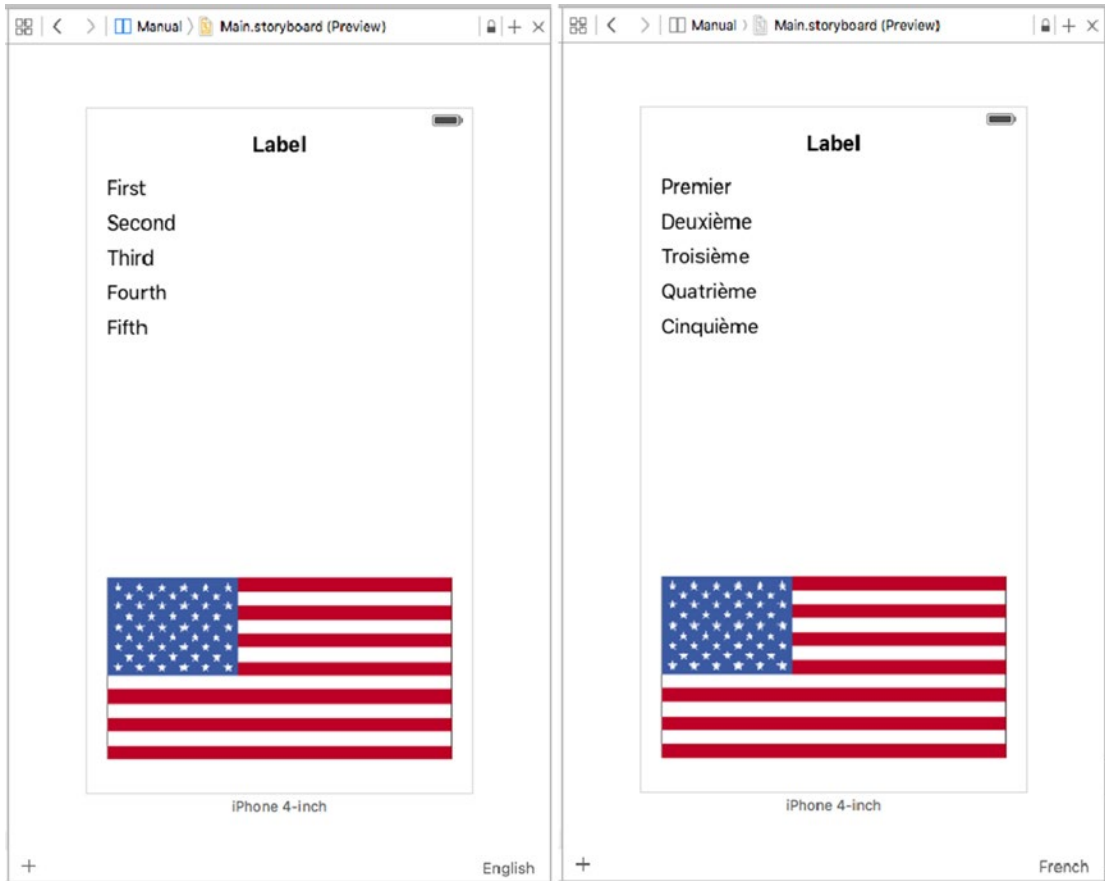 Manual Main.storyboard (Preview)
Label
First
Second
Third
Fourth
Fifth
iPhone 4-inch
English
Manual Main.storyboard (Preview)
Label
Premier
Deuxième
Troisième
Quatrième
Cinquième
iPhone 4-inch
French